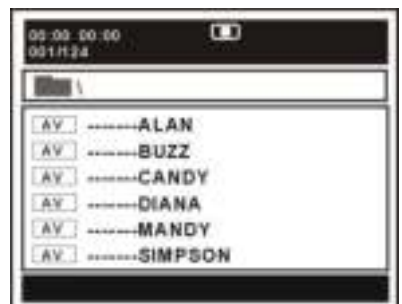 00:00 00:00
001/124
\
AV -------ALAN
AV -------BUZZ
AV -------CANDY
AV -------DIANA
AV -------MANDY
AV -------SIMPSON